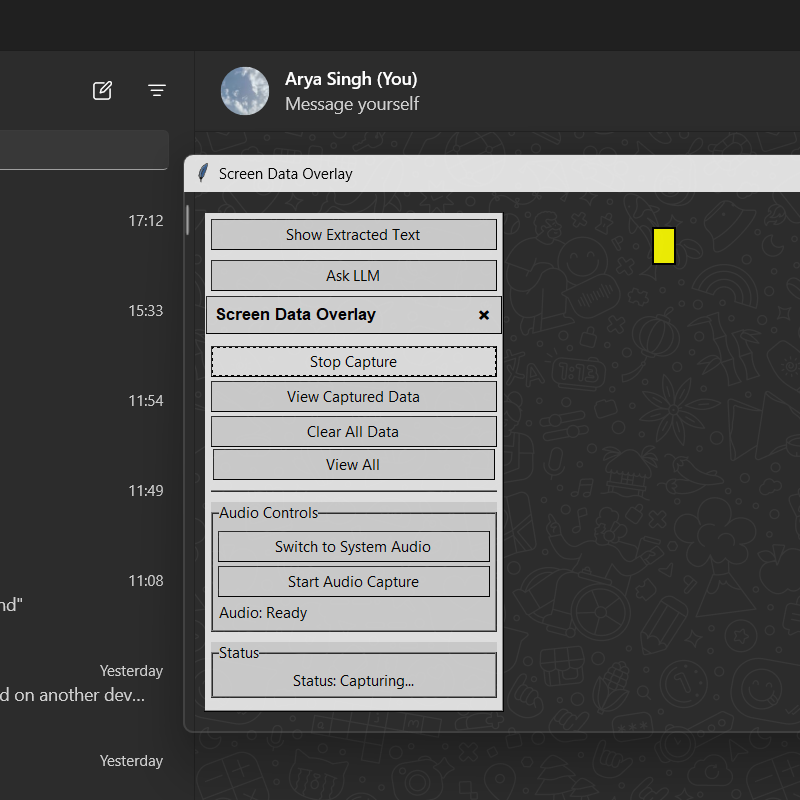 Arya Singh (You)
Message yourself
Screen Data Overlay
17:12
15:33
11:54
11:49
11:08
nd"
Yesterday
d on another dev...
Yesterday
Show Extracted Text
Ask LLM
Screen Data Overlay
×
Stop Capture
View Captured Data
Clear All Data
View All
Audio Controls
Switch to System Audio
Start Audio Capture
Audio: Ready
Status
Status: Capturing...